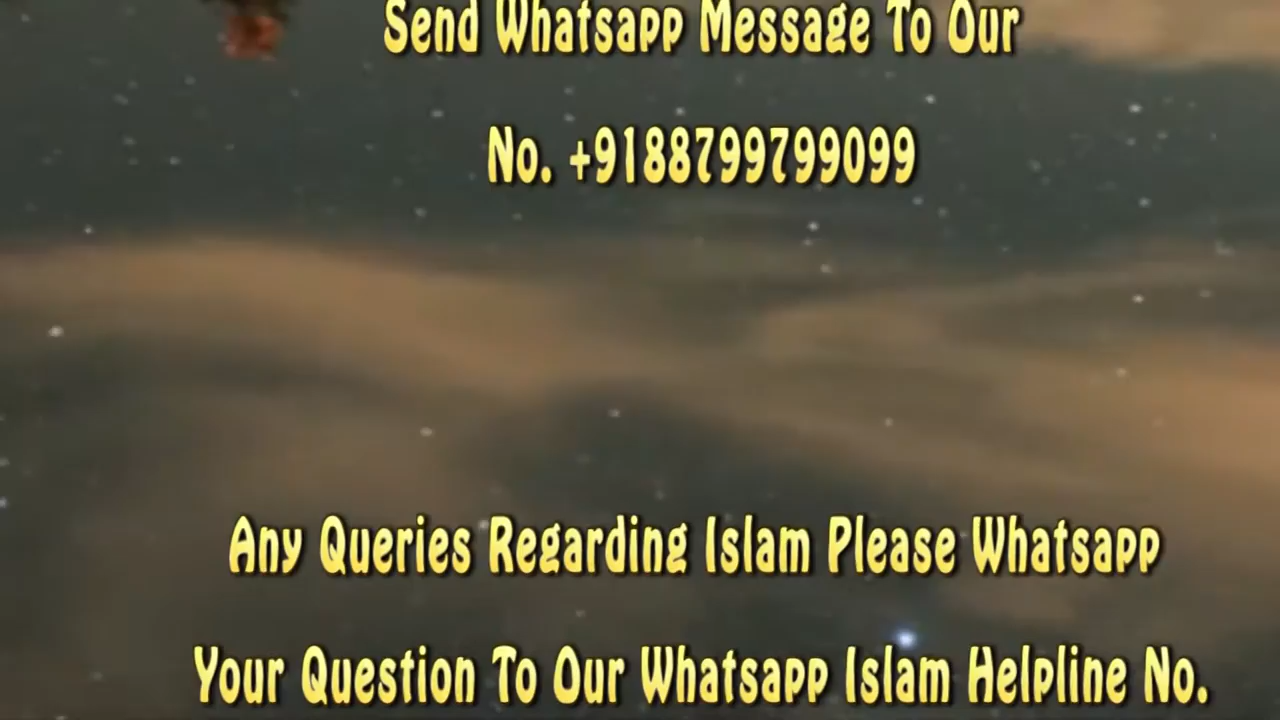 Send Whatsapp Message To Our
No. +9188799799099
Any Queries Regarding Islam Please Whatsapp
Your Question To Our Whatsapp Islam Helpline No.